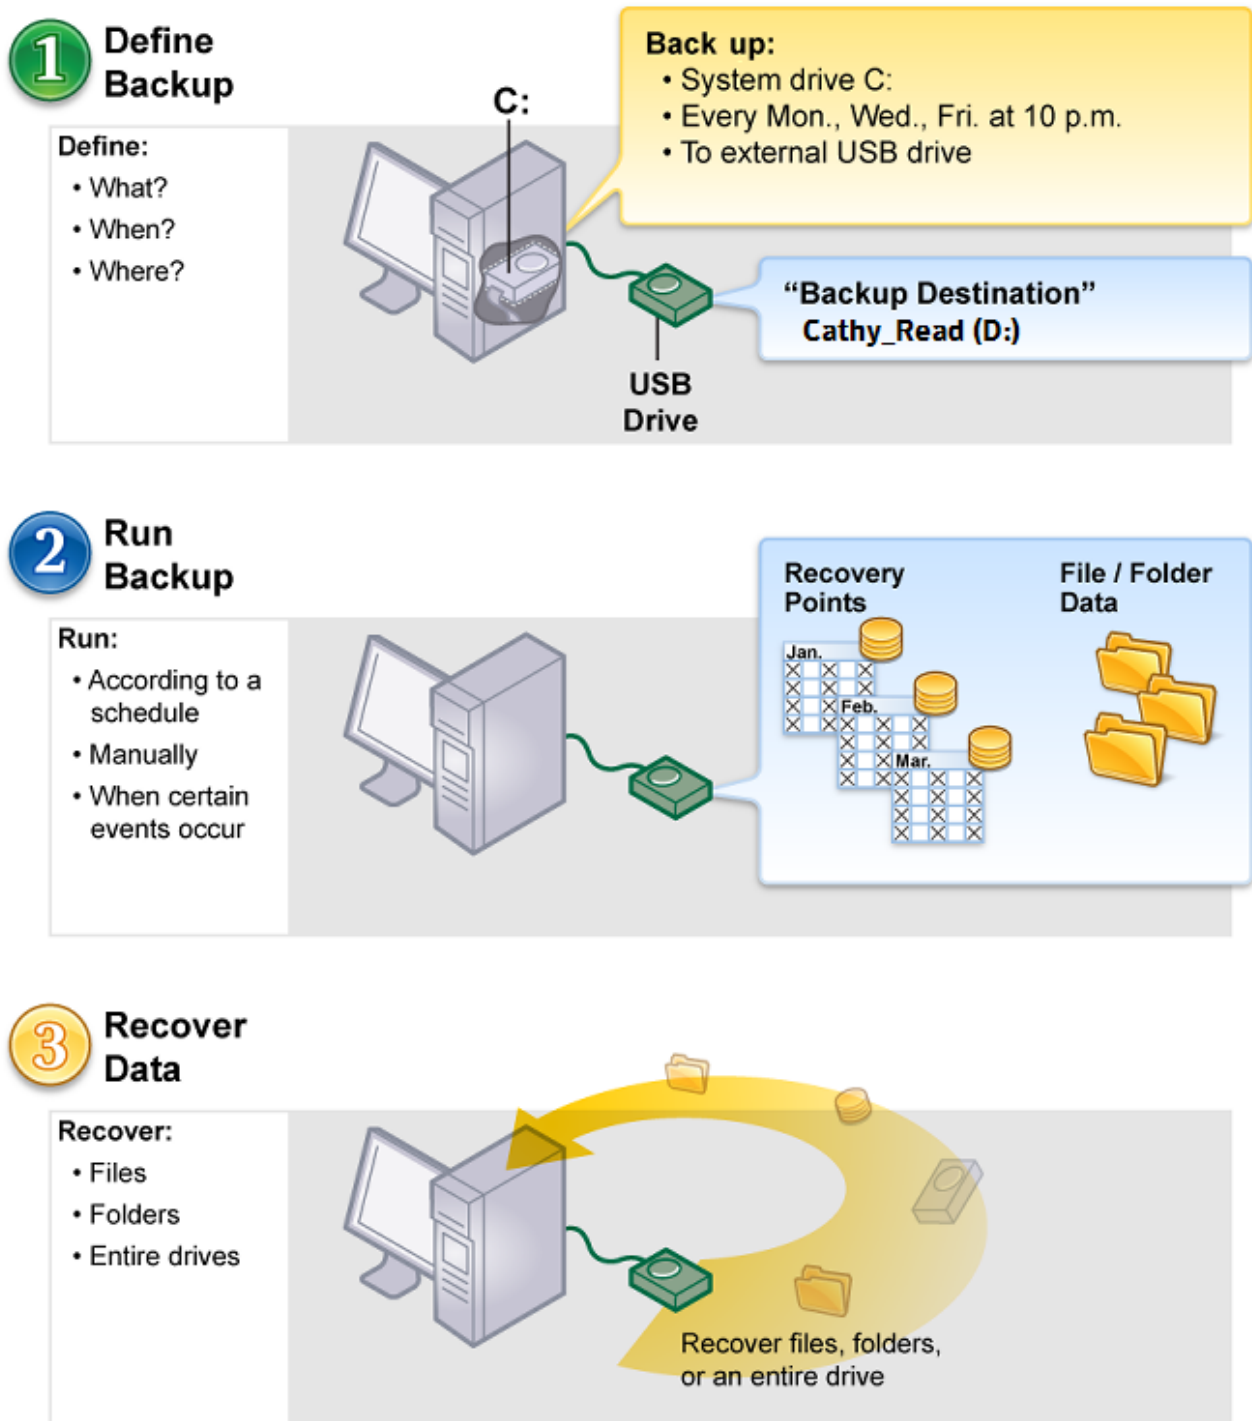 1
Define
Backup
Define:
• What?
• When?
• Where?
C:
Back up:
• System drive C:
• Every Mon., Wed., Fri. at 10 p.m.
• To external USB drive
“Backup Destination”
Cathy_Read (D:)
USB
Drive
2
Run
Backup
Run:
• According to a
schedule
• Manually
• When certain
events occur
Recovery
Points
Jan.
Feb.
Mar.
File / Folder
Data
3
Recover
Data
Recover:
• Files
• Folders
• Entire drives
Recover files, folders,
or an entire drive